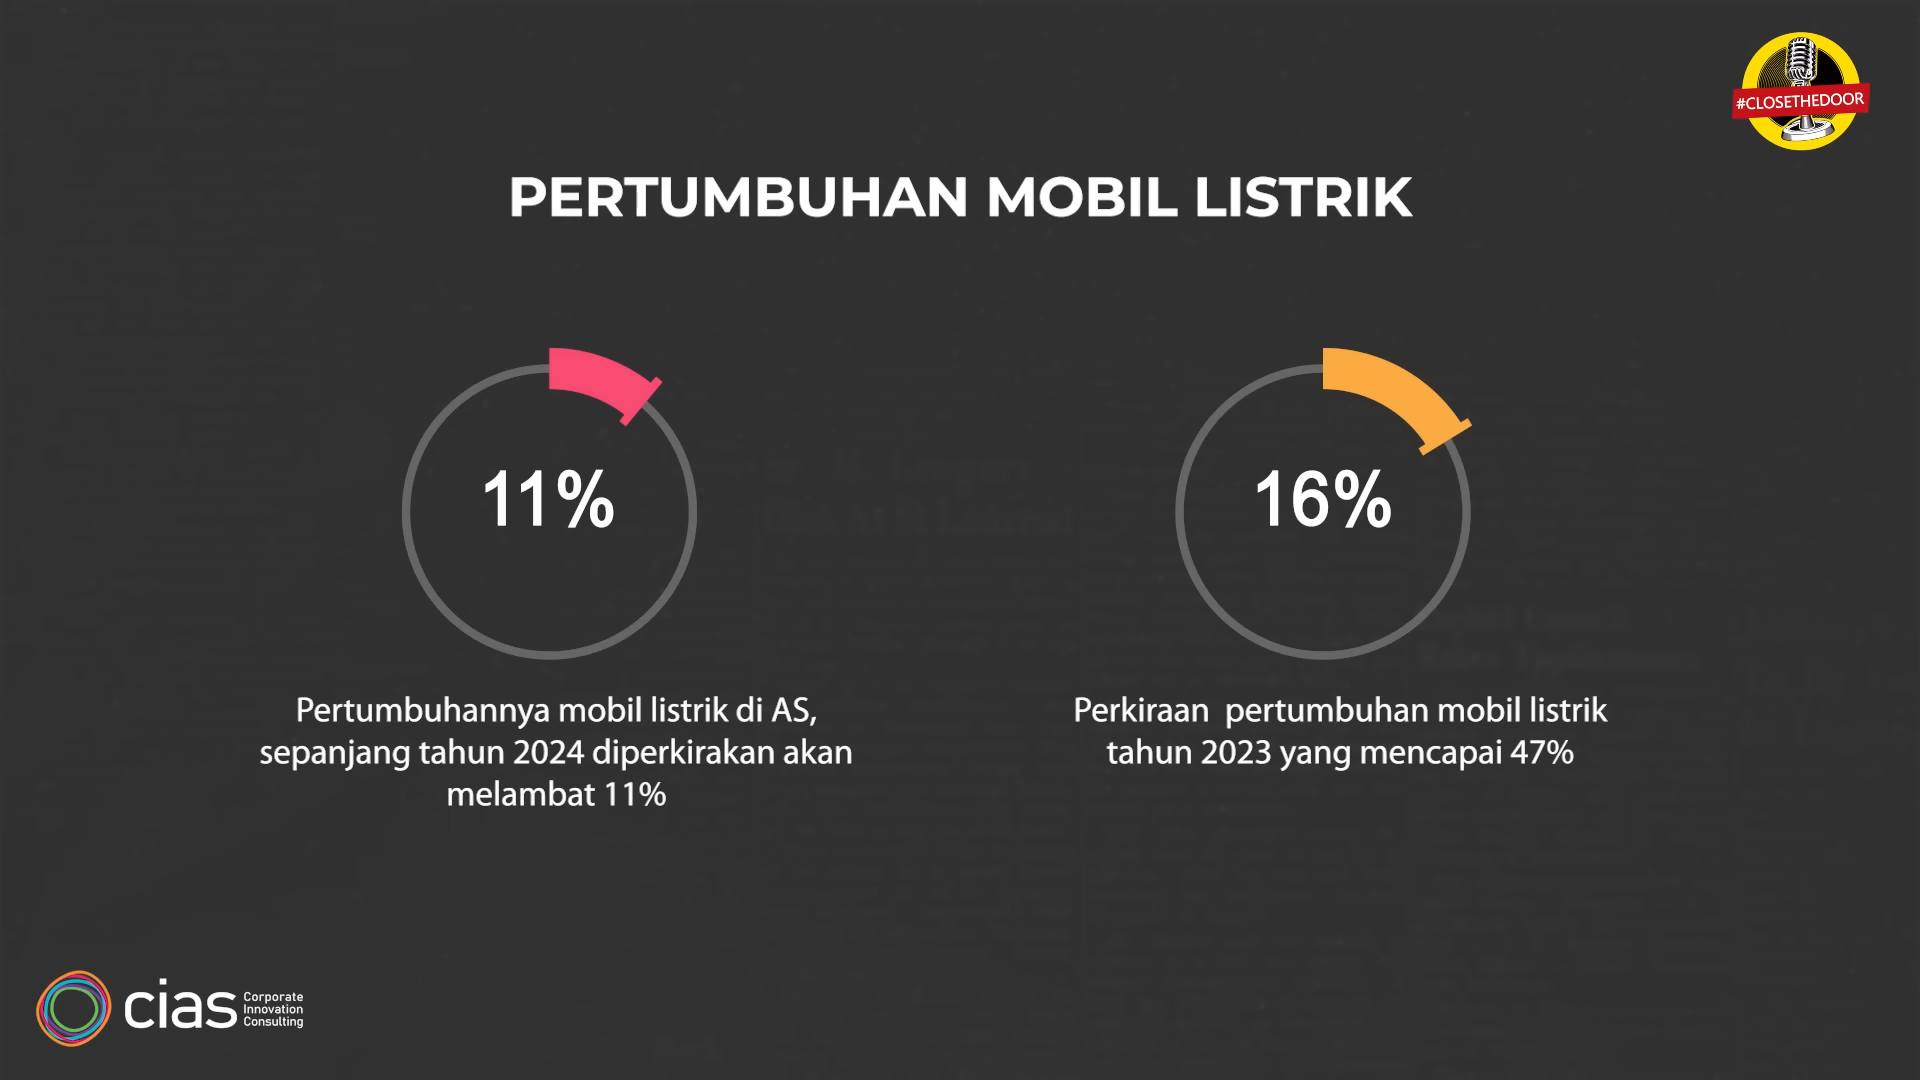 #CLOSETHEDOOR
PERTUMBUHAN MOBIL LISTRIK
11%
16%
Pertumbuhannya mobil listrik di AS,
sepanjang tahun 2024 diperkirakan akan
melambat 11%
Perkiraan  pertumbuhan mobil listrik
tahun 2023 yang mencapai 47%
cias
Corporate
Innovation
Consulting